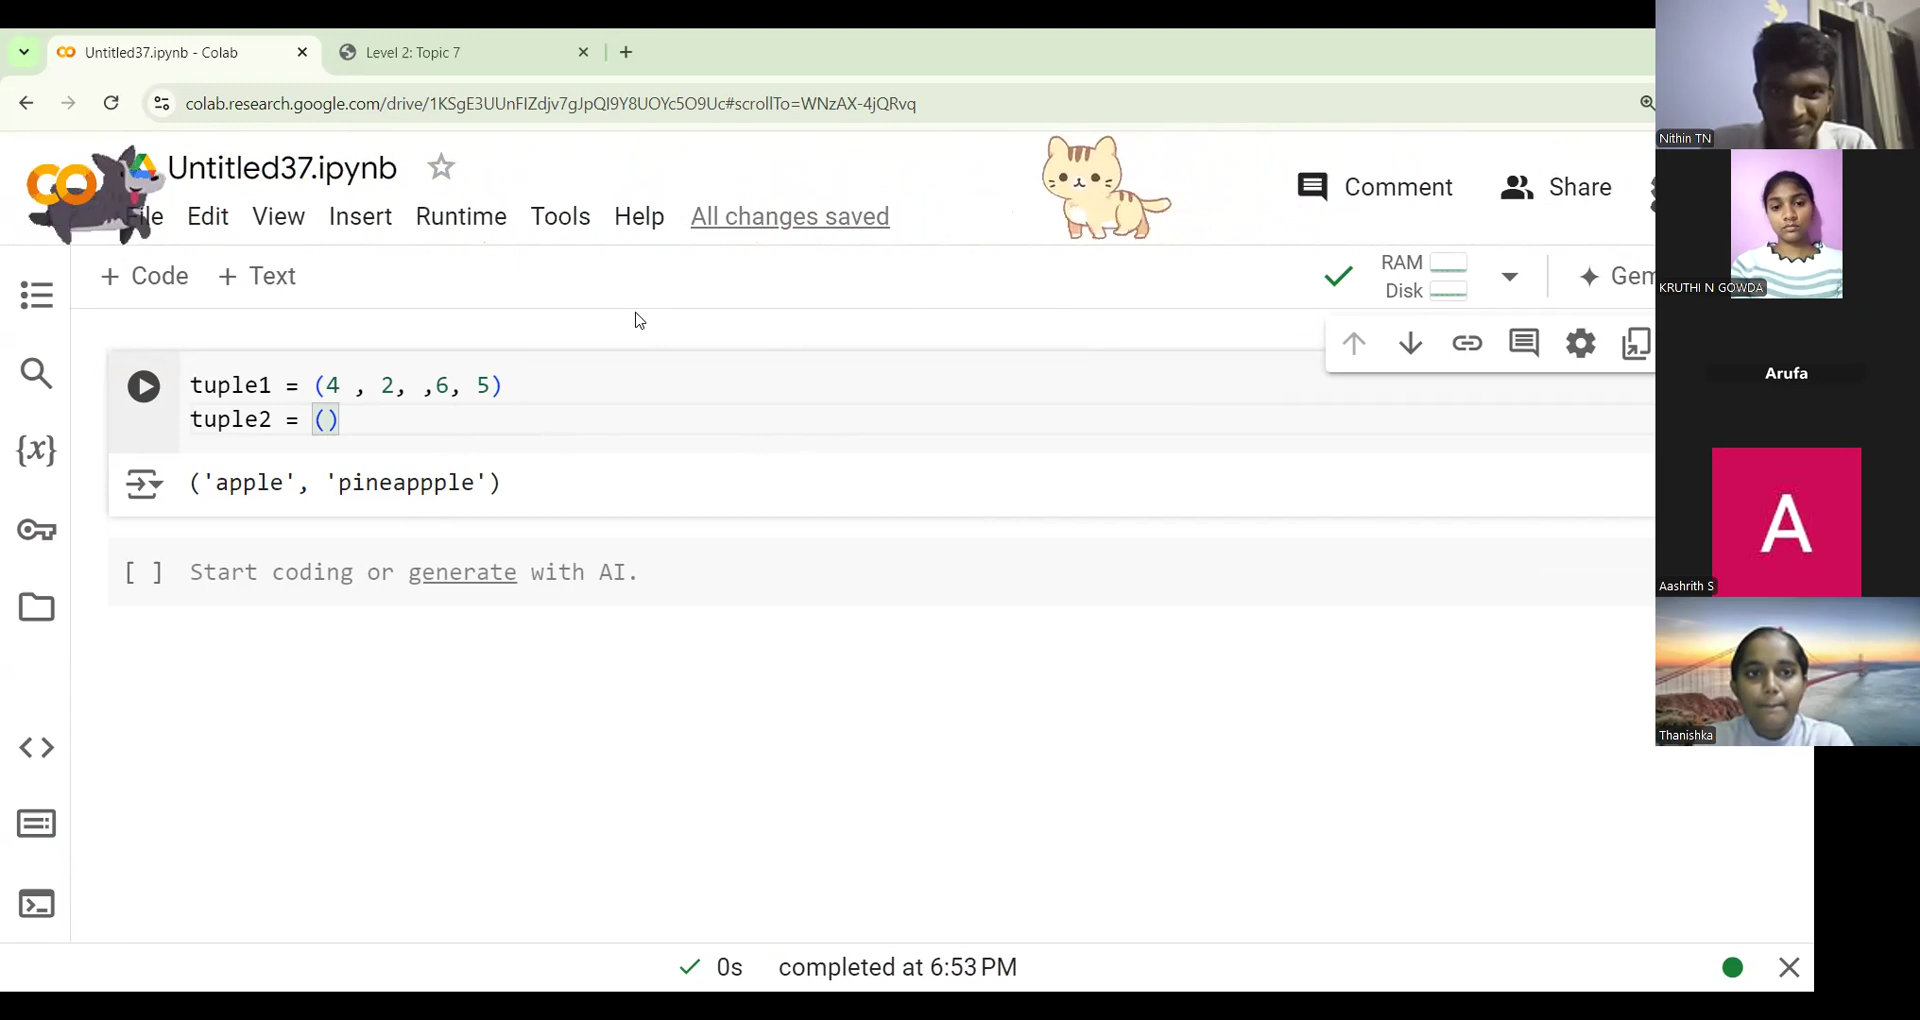 Untitled37.ipynb - Colab
Level 2: Topic 7
colab.research.google.com/drive/1KSgE3UUnFIZdjv7gJpQI9Y8UOYc5O9Uc#scrollTo=WNzAX-4jQRvq
Untitled37.ipynb
Comment
Share
File Edit View Insert Runtime Tools Help All changes saved
+ Code + Text
RAM
Disk
Gem
tuple1 = (4 , 2, ,6, 5)
tuple2 = ()
('apple', 'pineappple')
[ ] Start coding or generate with AI.
{x}
0s completed at 6:53 PM
Nithin TN
KRUTHI N GOWDA
Arufa
A
Aashrith S
Thanishka